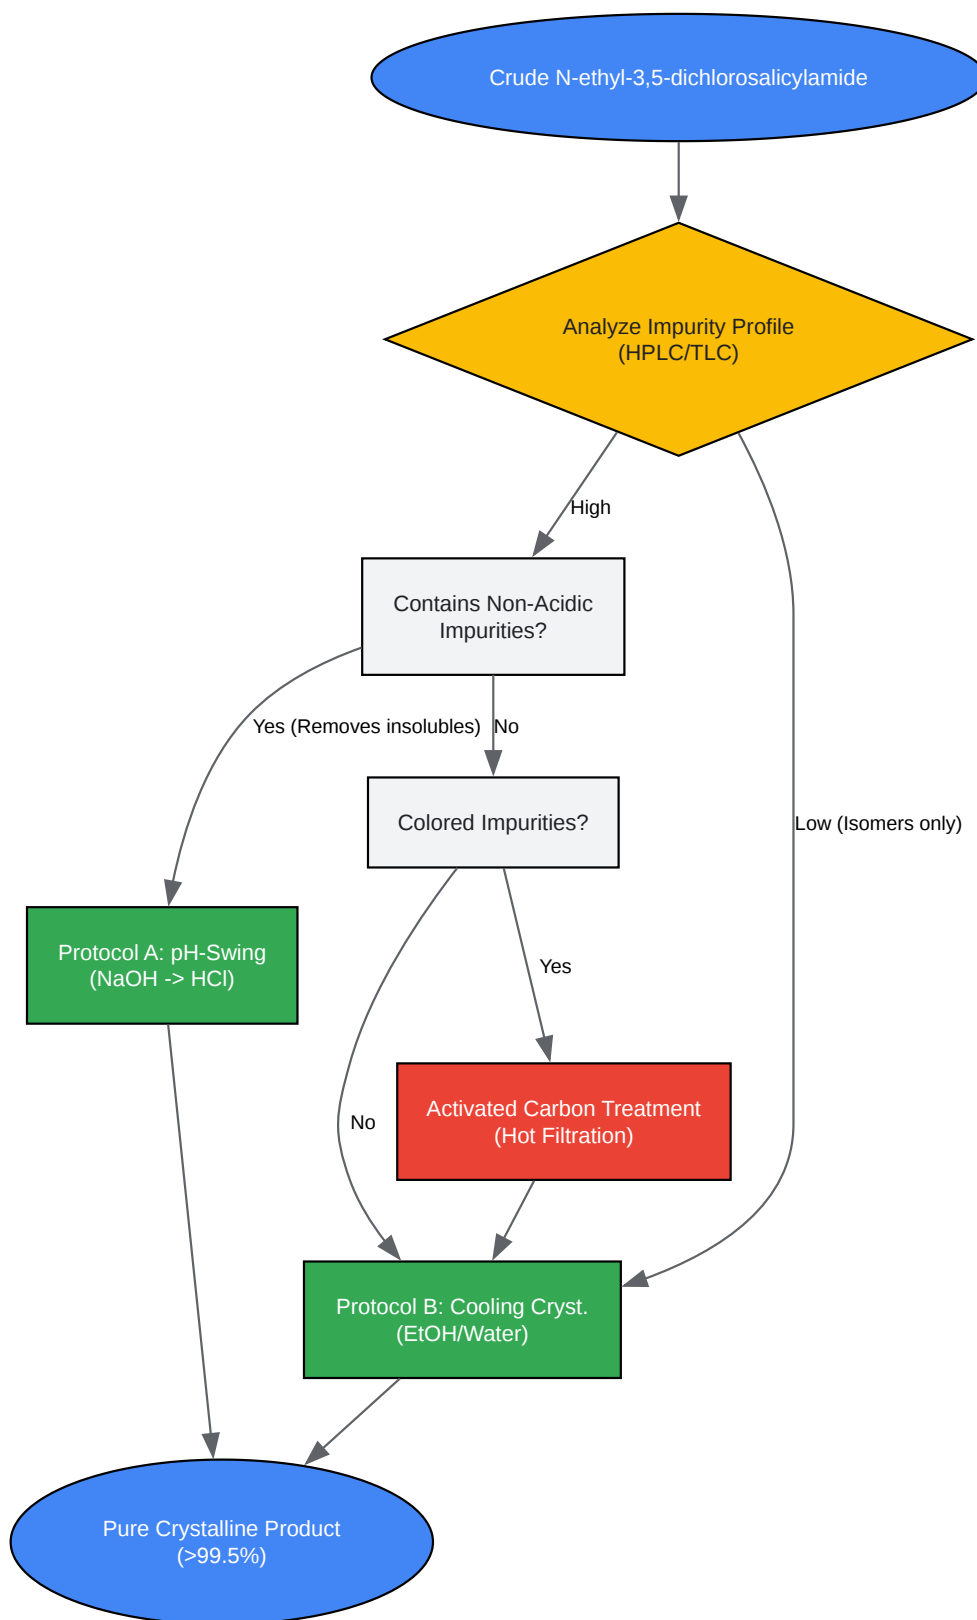 Crude N-ethyl-3,5-dichlorosalicylamide
Analyze Impurity Profile
(HPLC/TLC)
High
Contains Non-Acidic
Impurities?
Yes (Removes insolubles)
No
Colored Impurities?
Low (Isomers only)
Protocol A: pH-Swing
(NaOH -> HCl)
Yes
Activated Carbon Treatment
(Hot Filtration)
No
Protocol B: Cooling Cryst.
(EtOH/Water)
Pure Crystalline Product
(>99.5%)